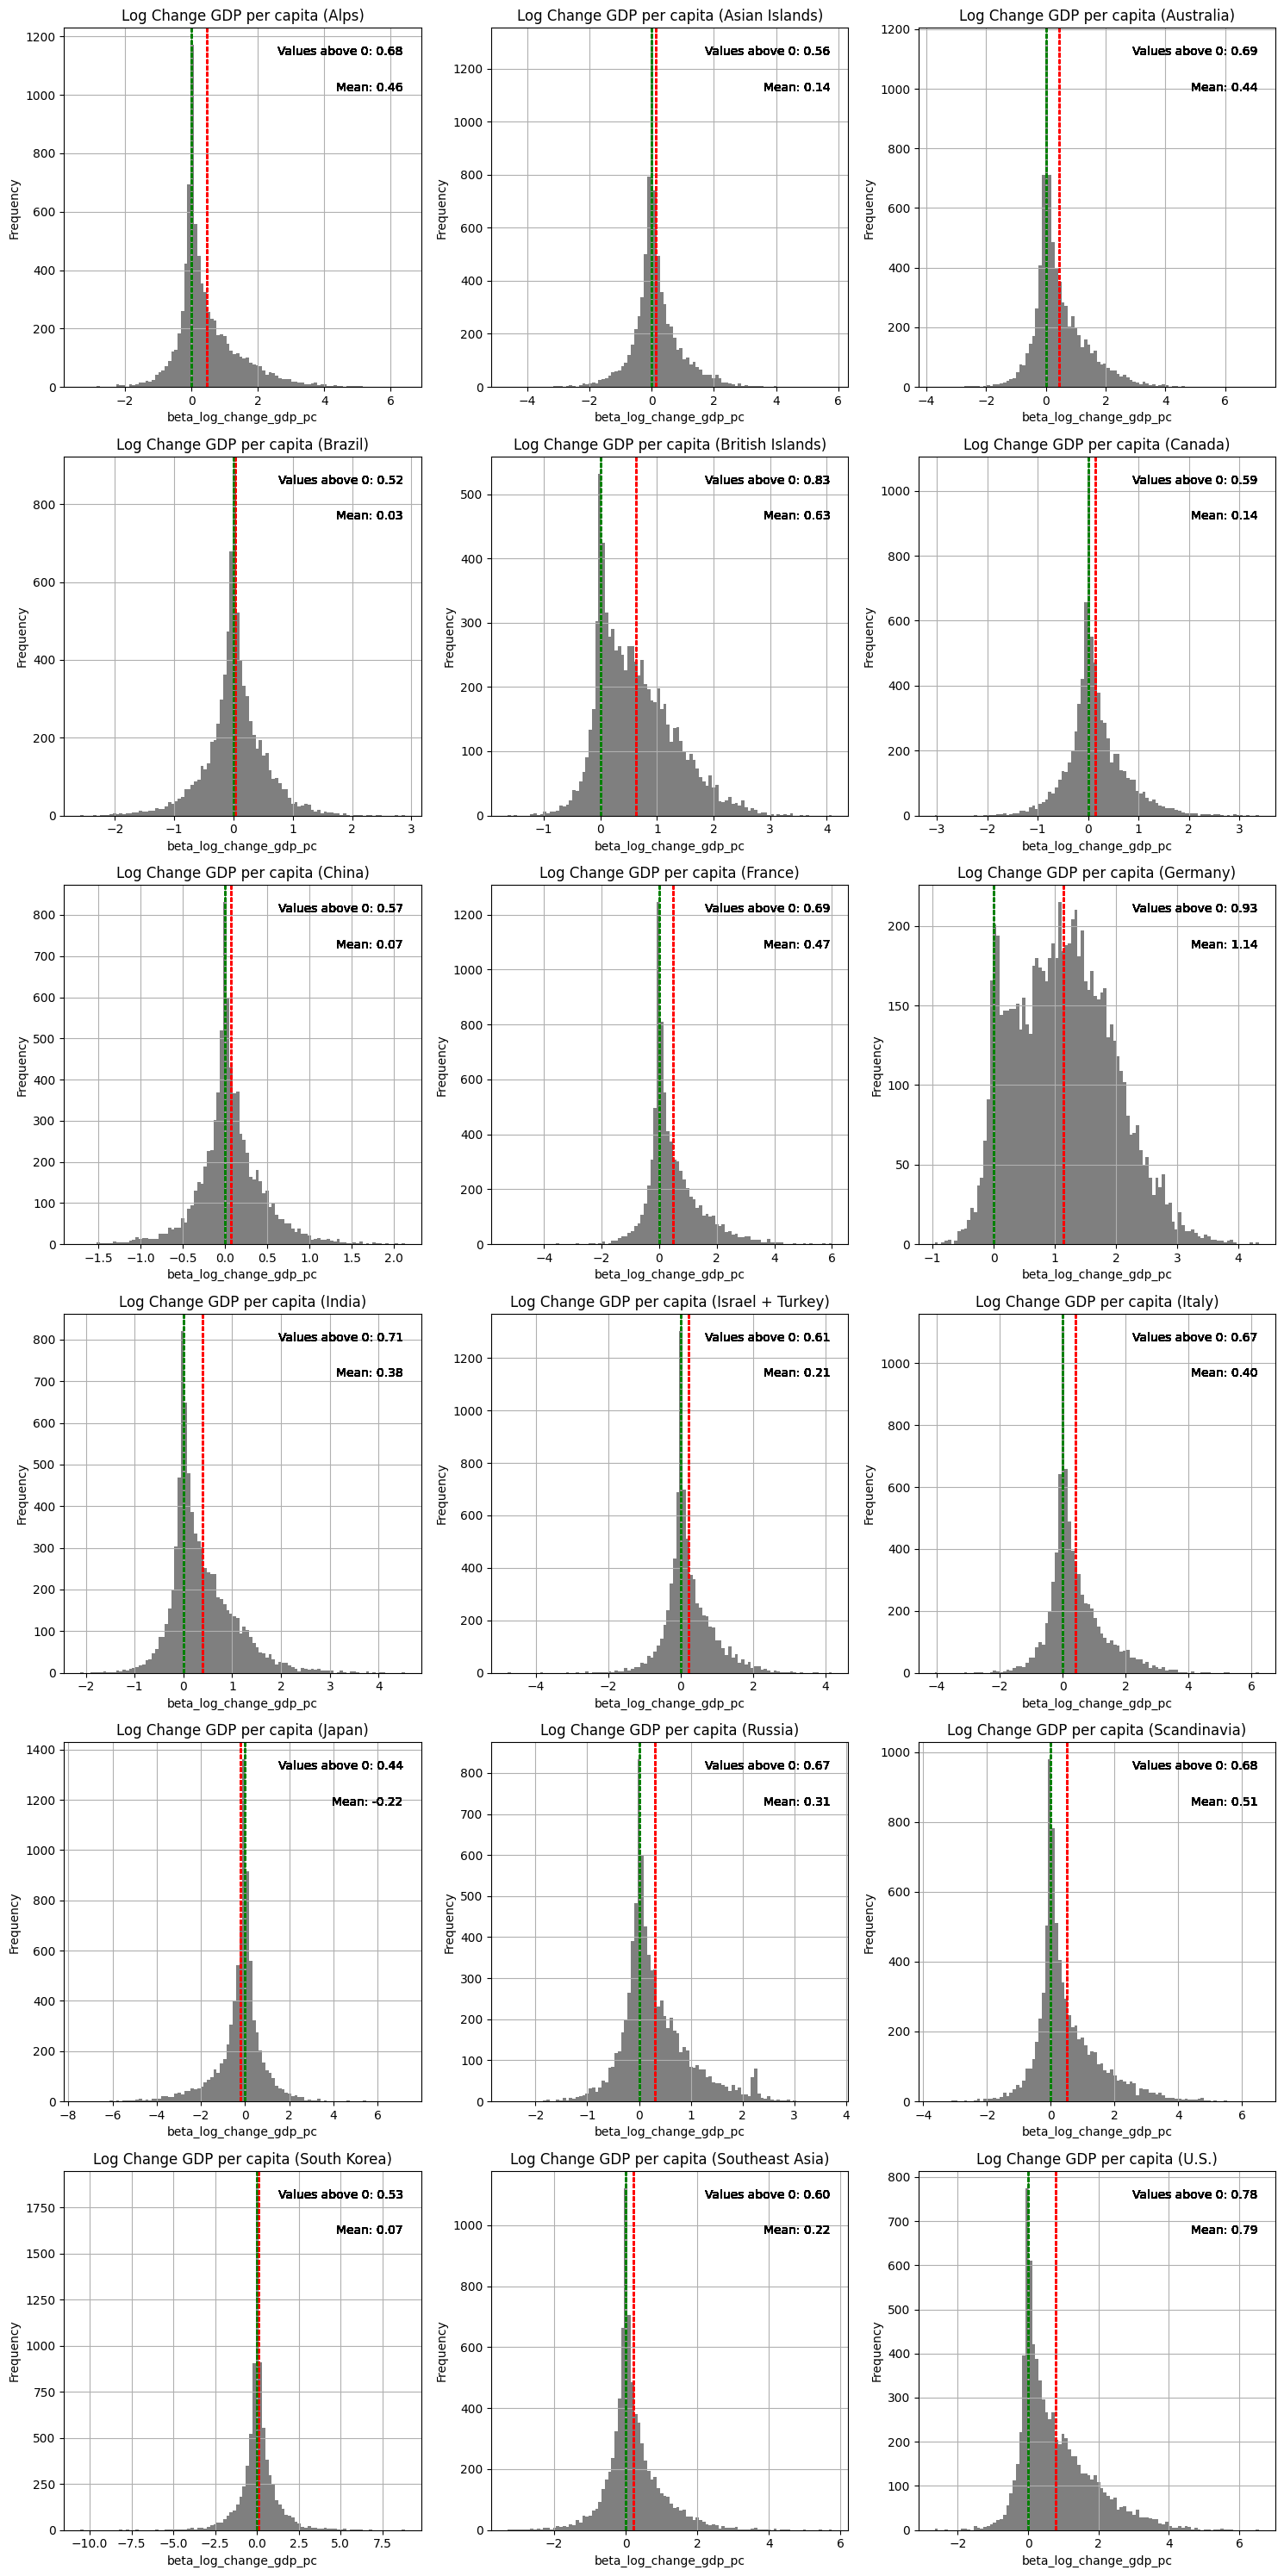 Log Change GDP per capita (Alps)
Values above 0: 0.68
Mean: 0.46
Frequency
1200
1000
800
600
400
200
0
−2 0 2 4 6
beta_log_change_gdp_pc
Log Change GDP per capita (Asian Islands)
Values above 0: 0.56
Mean: 0.14
Frequency
1200
1000
800
600
400
200
0
−4 −2 0 2 4 6
beta_log_change_gdp_pc
Log Change GDP per capita (Australia)
Values above 0: 0.69
Mean: 0.44
Frequency
1200
1000
800
600
400
200
0
−4 −2 0 2 4 6
beta_log_change_gdp_pc
Log Change GDP per capita (Brazil)
Values above 0: 0.52
Mean: 0.03
Frequency
800
600
400
200
0
−2 −1 0 1 2 3
beta_log_change_gdp_pc
Log Change GDP per capita (British Islands)
Values above 0: 0.83
Mean: 0.63
Frequency
500
400
300
200
100
0
−1 0 1 2 3 4
beta_log_change_gdp_pc
Log Change GDP per capita (Canada)
Values above 0: 0.59
Mean: 0.14
Frequency
1000
800
600
400
200
0
−3 −2 −1 0 1 2 3
beta_log_change_gdp_pc
Log Change GDP per capita (China)
Values above 0: 0.57
Mean: 0.07
Frequency
800
700
600
500
400
300
200
100
0
−1.5 −1.0 −0.5 0.0 0.5 1.0 1.5 2.0
beta_log_change_gdp_pc
Log Change GDP per capita (France)
Values above 0: 0.69
Mean: 0.47
Frequency
1200
1000
800
600
400
200
0
−4 −2 0 2 4 6
beta_log_change_gdp_pc
Log Change GDP per capita (Germany)
Values above 0: 0.93
Mean: 1.14
Frequency
200
150
100
50
0
−1 0 1 2 3 4
beta_log_change_gdp_pc
Log Change GDP per capita (India)
Values above 0: 0.71
Mean: 0.38
Frequency
800
700
600
500
400
300
200
100
0
−2 −1 0 1 2 3 4
beta_log_change_gdp_pc
Log Change GDP per capita (Israel + Turkey)
Values above 0: 0.61
Mean: 0.21
Frequency
1200
1000
800
600
400
200
0
−4 −2 0 2 4
beta_log_change_gdp_pc
Log Change GDP per capita (Italy)
Values above 0: 0.67
Mean: 0.40
Frequency
1000
800
600
400
200
0
−4 −2 0 2 4 6
beta_log_change_gdp_pc
Log Change GDP per capita (Japan)
Values above 0: 0.44
Mean: -0.22
Frequency
1400
1200
1000
800
600
400
200
0
−8 −6 −4 −2 0 2 4 6
beta_log_change_gdp_pc
Log Change GDP per capita (Russia)
Values above 0: 0.67
Mean: 0.31
Frequency
800
700
600
500
400
300
200
100
0
−2 −1 0 1 2 3 4
beta_log_change_gdp_pc
Log Change GDP per capita (Scandinavia)
Values above 0: 0.68
Mean: 0.51
Frequency
1000
800
600
400
200
0
−4 −2 0 2 4 6
beta_log_change_gdp_pc
Log Change GDP per capita (South Korea)
Values above 0: 0.53
Mean: 0.07
Frequency
1750
1500
1250
1000
750
500
250
0
−10.0 −7.5 −5.0 −2.5 0.0 2.5 5.0 7.5
beta_log_change_gdp_pc
Log Change GDP per capita (Southeast Asia)
Values above 0: 0.60
Mean: 0.22
Frequency
1000
800
600
400
200
0
−2 0 2 4 6
beta_log_change_gdp_pc
Log Change GDP per capita (U.S.)
Values above 0: 0.78
Mean: 0.79
Frequency
800
700
600
500
400
300
200
100
0
−2 0 2 4 6
beta_log_change_gdp_pc